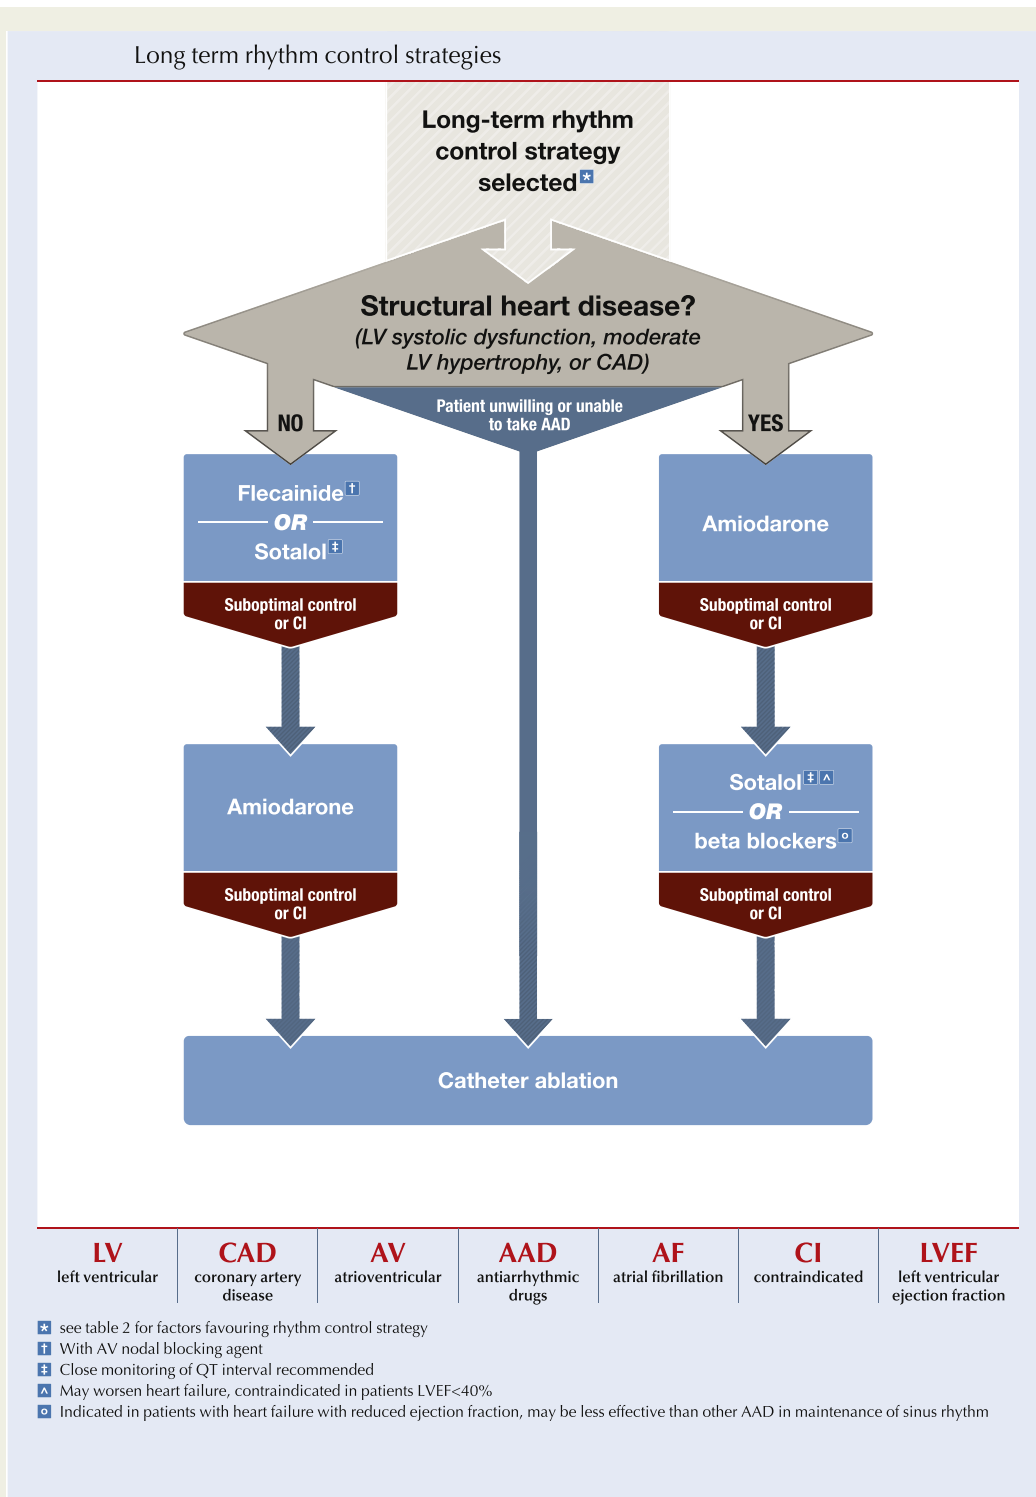 Long term rhythm control strategies
Long-term rhythm
control strategy
selected*
Structural heart disease?
(LV systolic dysfunction, moderate
LV hypertrophy, or CAD)
Patient unwilling or unable
to take AAD
NO
YES
Flecainide†
OR
Sotalol‡
Amiodarone
Suboptimal control
or CI
Suboptimal control
or CI
Amiodarone
Sotalol‡^
OR
beta blockers°
Suboptimal control
or CI
Suboptimal control
or CI
Catheter ablation
LV
left ventricular
CAD
coronary artery
disease
AV
atrioventricular
AAD
antiarrhythmic
drugs
AF
atrial fibrillation
CI
contraindicated
LVEF
left ventricular
ejection fraction
* see table 2 for factors favouring rhythm control strategy
† With AV nodal blocking agent
‡ Close monitoring of QT interval recommended
^ May worsen heart failure, contraindicated in patients LVEF<40%
° Indicated in patients with heart failure with reduced ejection fraction, may be less effective than other AAD in maintenance of sinus rhythm